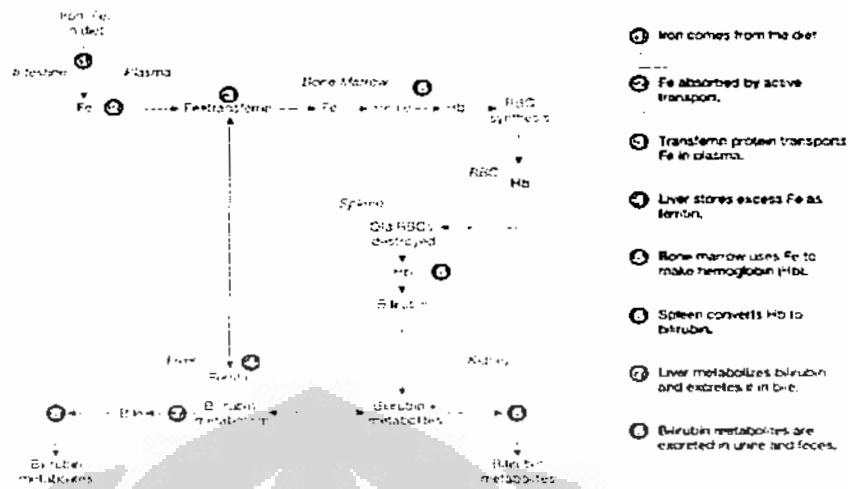 Iron (Fe)
in diet
Intestine
Plasma
Fe
Fe-transferrin
Bone Marrow
Fe
Heme
Hb
RBC
synthesis
RBC
Hb
Spleen
Old RBCs
destroyed
Hb
Bilirubin
Liver
Ferritin
Kidney
Bilirubin
metabolism
Bilirubin +
metabolites
Bilirubin
metabolites
Bilirubin
metabolites
Iron comes from the diet
Fe absorbed by active
transport.
Transferrin protein transports
Fe in plasma.
Liver stores excess Fe as
ferritin.
Bone marrow uses Fe to
make hemoglobin (Hb).
Spleen converts Hb to
bilirubin.
Liver metabolizes bilirubin
and excretes it in bile.
Bilirubin metabolites are
excreted in urine and feces.